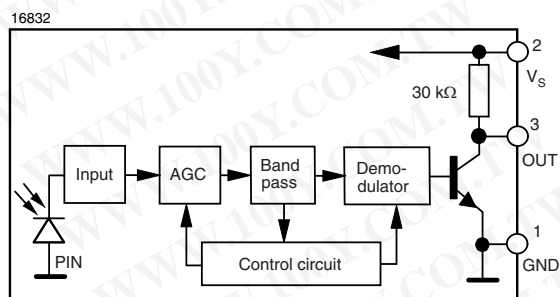 16832
2
V_S
30 kΩ
3
OUT
Input
AGC
Band
pass
Demo-
dulator
1
GND
PIN
Control circuit
WWW.100Y.COM.TW